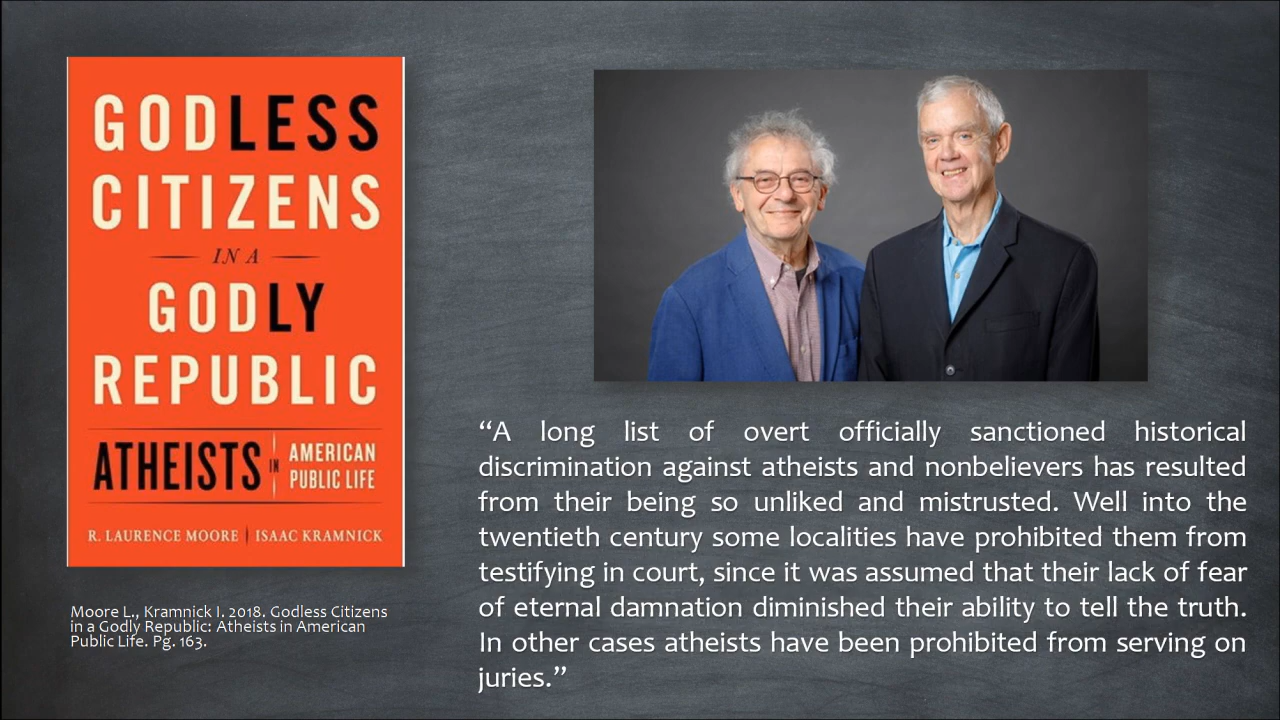 GODLESS
CITIZENS
IN A
GODLY
REPUBLIC
ATHEISTS IN AMERICAN
PUBLIC LIFE
R. LAURENCE MOORE | ISAAC KRAMNICK
Moore L., Kramnick I. 2018. Godless Citizens
in a Godly Republic: Atheists in American
Public Life. Pg. 163.
“A long list of overt officially sanctioned historical
discrimination against atheists and nonbelievers has resulted
from their being so unliked and mistrusted. Well into the
twentieth century some localities have prohibited them from
testifying in court, since it was assumed that their lack of fear
of eternal damnation diminished their ability to tell the truth.
In other cases atheists have been prohibited from serving on
juries.”